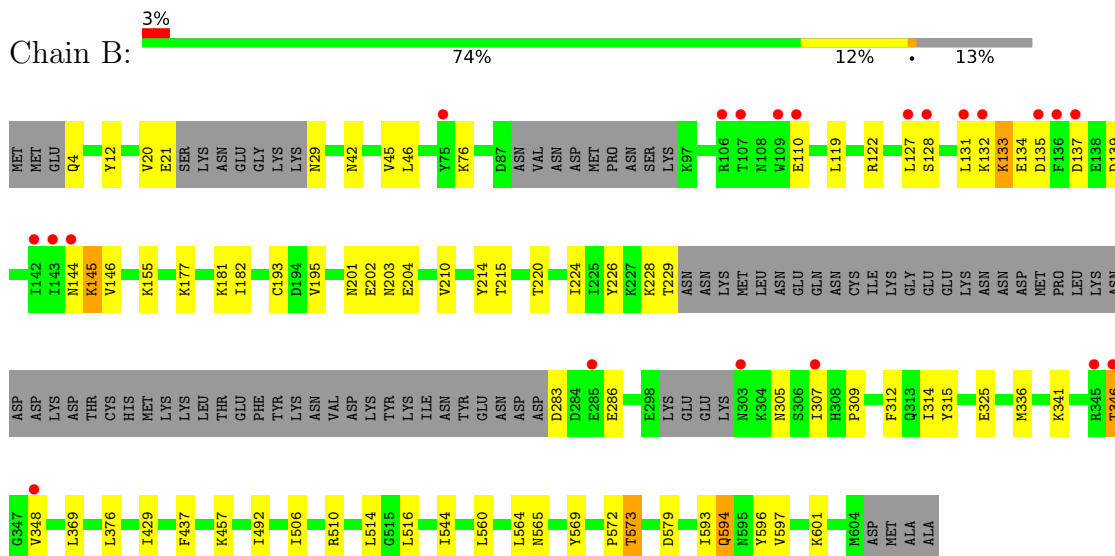 3%
Chain B:
74% 12% • 13%
MET MET GLU Q4 Y12 V20 E21 SER LYS ASN GLU GLY LYS LYS N29 N42 V45 L46 Y75 K76 D87 ASN VAL ASN ASP MET PRO ASN SER LYS K97 R106 T107 N108 W109 E110 L119 R122 L127 S128 L131 K132 K133 E134 D135 F136 D137 E138 D139
I142 I143 N144 K145 V146 K155 K177 K181 I182 C193 D194 V195 N201 E202 N203 E204 V210 Y214 T215 T220 I224 I225 Y226 K227 K228 T229 ASN ASN LYS MET LEU ASN GLU GLN ASN CYS ILE LYS GLY GLU GLU LYS ASN ASN ASP MET PRO LEU LYS ASN
ASP ASP LYS ASP THR CYS HIS MET LYS LYS LEU THR GLU PHE TYR LYS ASN VAL ASP LYS TYR LYS ILE ASN TYR GLU ASN ASP ASP D283 D284 E285 E286 E298 LYS GLU GLU LYS N303 K304 N305 S306 I307 H308 P309 F312 Q313 I314 Y315 E325 M336 K341 R345 T346
G347 V348 L369 L376 I429 F437 K457 I492 I506 R510 L514 G515 L516 I544 L560 L564 N565 Y569 P572 T573 D579 I593 Q594 N595 Y596 V597 K601 M604 ASP MET ALA ALA